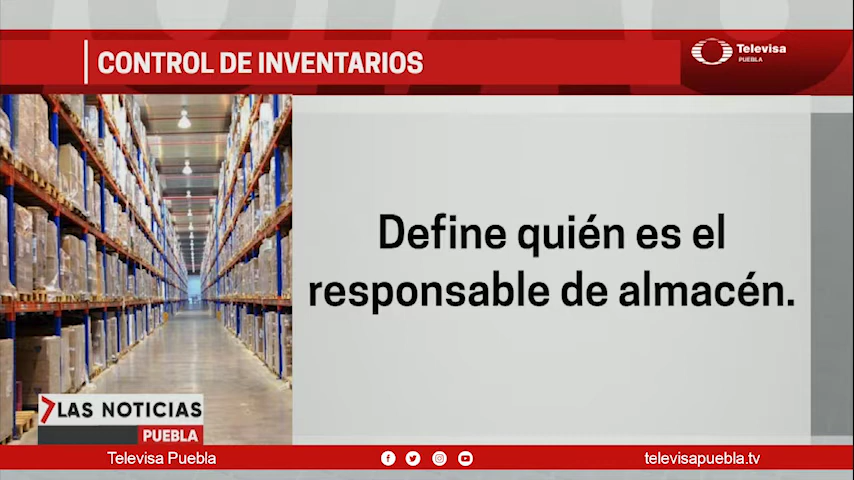 CONTROL DE INVENTARIOS
Televisa
PUEBLA
Define quién es el
responsable de almacén.
LAS NOTICIAS
PUEBLA
Televisa Puebla
televisapuebla.tv